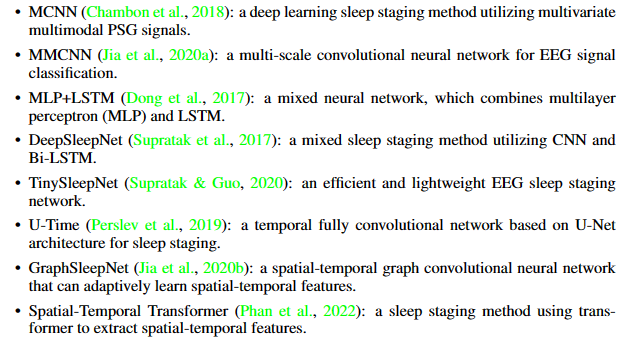 • MCNN (Chambon et al., 2018): a deep learning sleep staging method utilizing multivariate
multimodal PSG signals.
• MMCNN (Jia et al., 2020a): a multi-scale convolutional neural network for EEG signal
classification.
• MLP+LSTM (Dong et al., 2017): a mixed neural network, which combines multilayer
perceptron (MLP) and LSTM.
• DeepSleepNet (Supratak et al., 2017): a mixed sleep staging method utilizing CNN and
Bi-LSTM.
• TinySleepNet (Supratak & Guo, 2020): an efficient and lightweight EEG sleep staging
network.
• U-Time (Perslev et al., 2019): a temporal fully convolutional network based on U-Net
architecture for sleep staging.
• GraphSleepNet (Jia et al., 2020b): a spatial-temporal graph convolutional neural network
that can adaptively learn spatial-temporal features.
• Spatial-Temporal Transformer (Phan et al., 2022): a sleep staging method using trans-
former to extract spatial-temporal features.